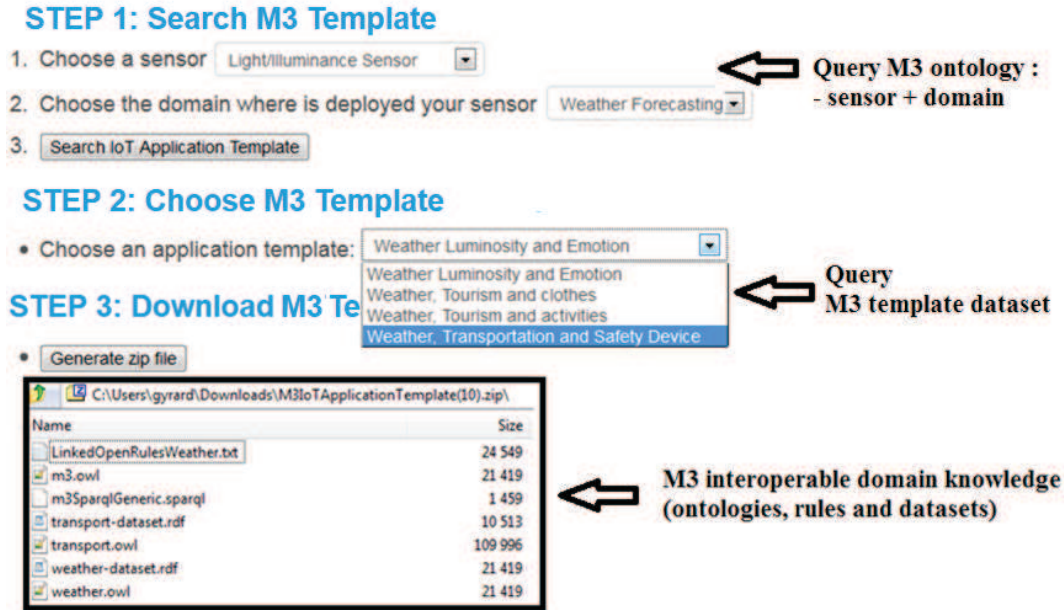 STEP 1: Search M3 Template
1. Choose a sensor Light/Illuminance Sensor
2. Choose the domain where is deployed your sensor Weather Forecasting
3. Search IoT Application Template
Query M3 ontology :
- sensor + domain
STEP 2: Choose M3 Template
• Choose an application template: Weather Luminosity and Emotion
Weather Luminosity and Emotion
Weather, Tourism and clothes
Weather, Tourism and activities
Weather, Transportation and Safety Device
Query
M3 template dataset
STEP 3: Download M3 Te
• Generate zip file
C:\Users\gyrard\Downloads\M3IoTApplicationTemplate(10).zip\
Name Size
LinkedOpenRulesWeather.txt 24 549
m3.owl 21 419
m3SparqlGeneric.sparql 1 459
transport-dataset.rdf 10 513
transport.owl 109 996
weather-dataset.rdf 21 419
weather.owl 21 419
M3 interoperable domain knowledge
(ontologies, rules and datasets)